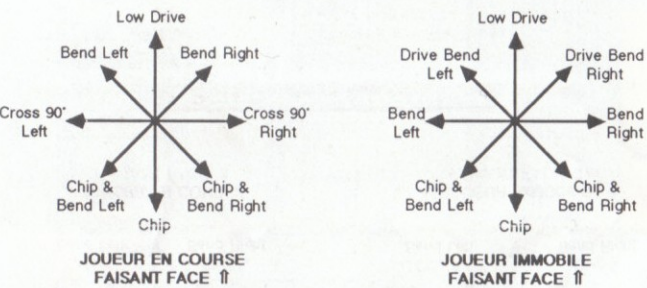 Low Drive
Bend Left
Bend Right
Cross 90°
Left
Cross 90°
Right
Chip &
Bend Left
Chip &
Bend Right
Chip
JOUEUR EN COURSE
FAISANT FACE ⇑
Low Drive
Drive Bend
Left
Drive Bend
Right
Bend
Left
Bend
Right
Chip &
Bend Left
Chip &
Bend Right
Chip
JOUEUR IMMOBILE
FAISANT FACE ⇑